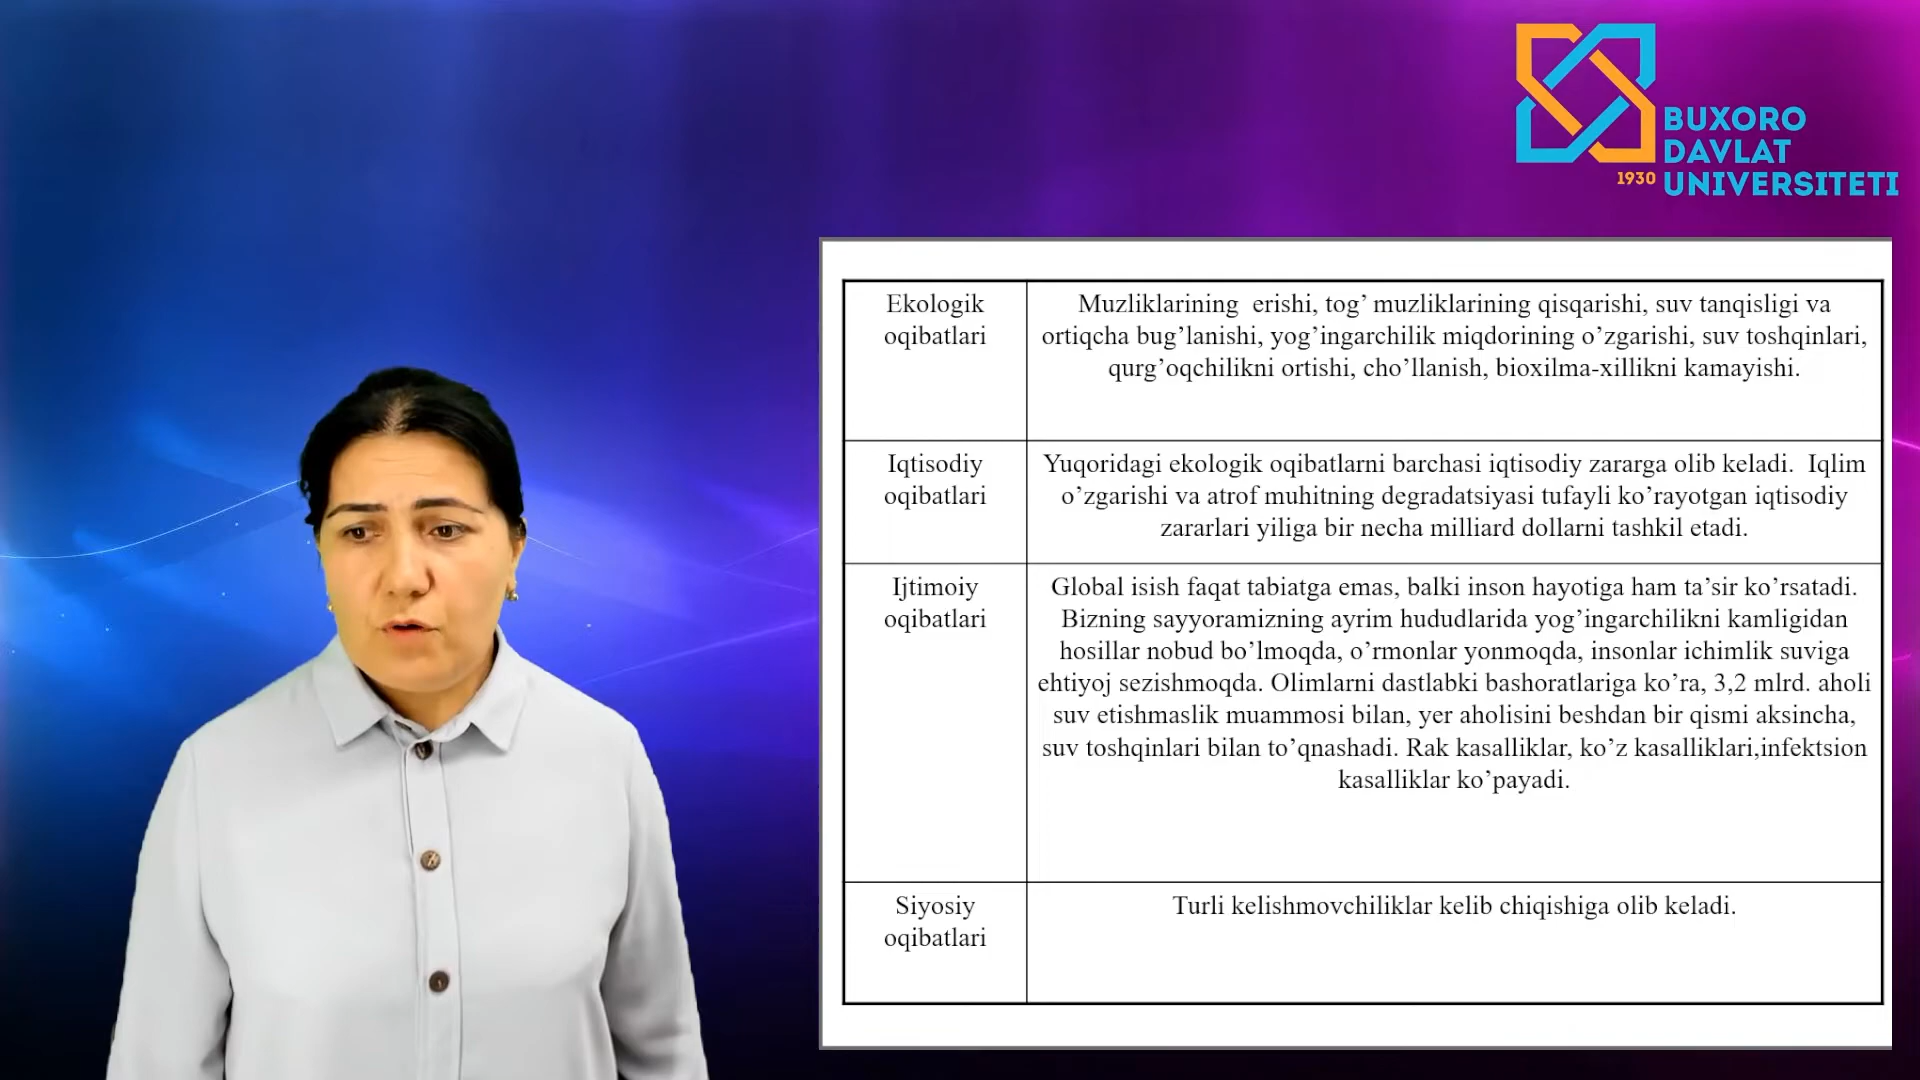 BUXORO
DAVLAT
1930 UNIVERSITETI
Ekologik
oqibatlari
Muzliklarining erishi, tog’ muzliklarining qisqarishi, suv tanqisligi va
ortiqcha bug’lanishi, yog’ingarchilik miqdorining o’zgarishi, suv toshqinlari,
qurg’oqchilikni ortishi, cho’llanish, bioxilma-xillikni kamayishi.
Iqtisodiy
oqibatlari
Yuqoridagi ekologik oqibatlarni barchasi iqtisodiy zararga olib keladi. Iqlim
o’zgarishi va atrof muhitning degradatsiyasi tufayli ko’rayotgan iqtisodiy
zararlari yiliga bir necha milliard dollarni tashkil etadi.
Ijtimoiy
oqibatlari
Global isish faqat tabiatga emas, balki inson hayotiga ham ta’sir ko’rsatadi.
Bizning sayyoramizning ayrim hududlarida yog’ingarchilikni kamligidan
hosillar nobud bo’lmoqda, o’rmonlar yonmoqda, insonlar ichimlik suviga
ehtiyoj sezishmoqda. Olimlarni dastlabki bashoratlariga ko’ra, 3,2 mlrd. aholi
suv etishmaslik muammosi bilan, yer aholisini beshdan bir qismi aksincha,
suv toshqinlari bilan to’qnashadi. Rak kasalliklar, ko’z kasalliklari,infektsion
kasalliklar ko’payadi.
Siyosiy
oqibatlari
Turli kelishmovchiliklar kelib chiqishiga olib keladi.